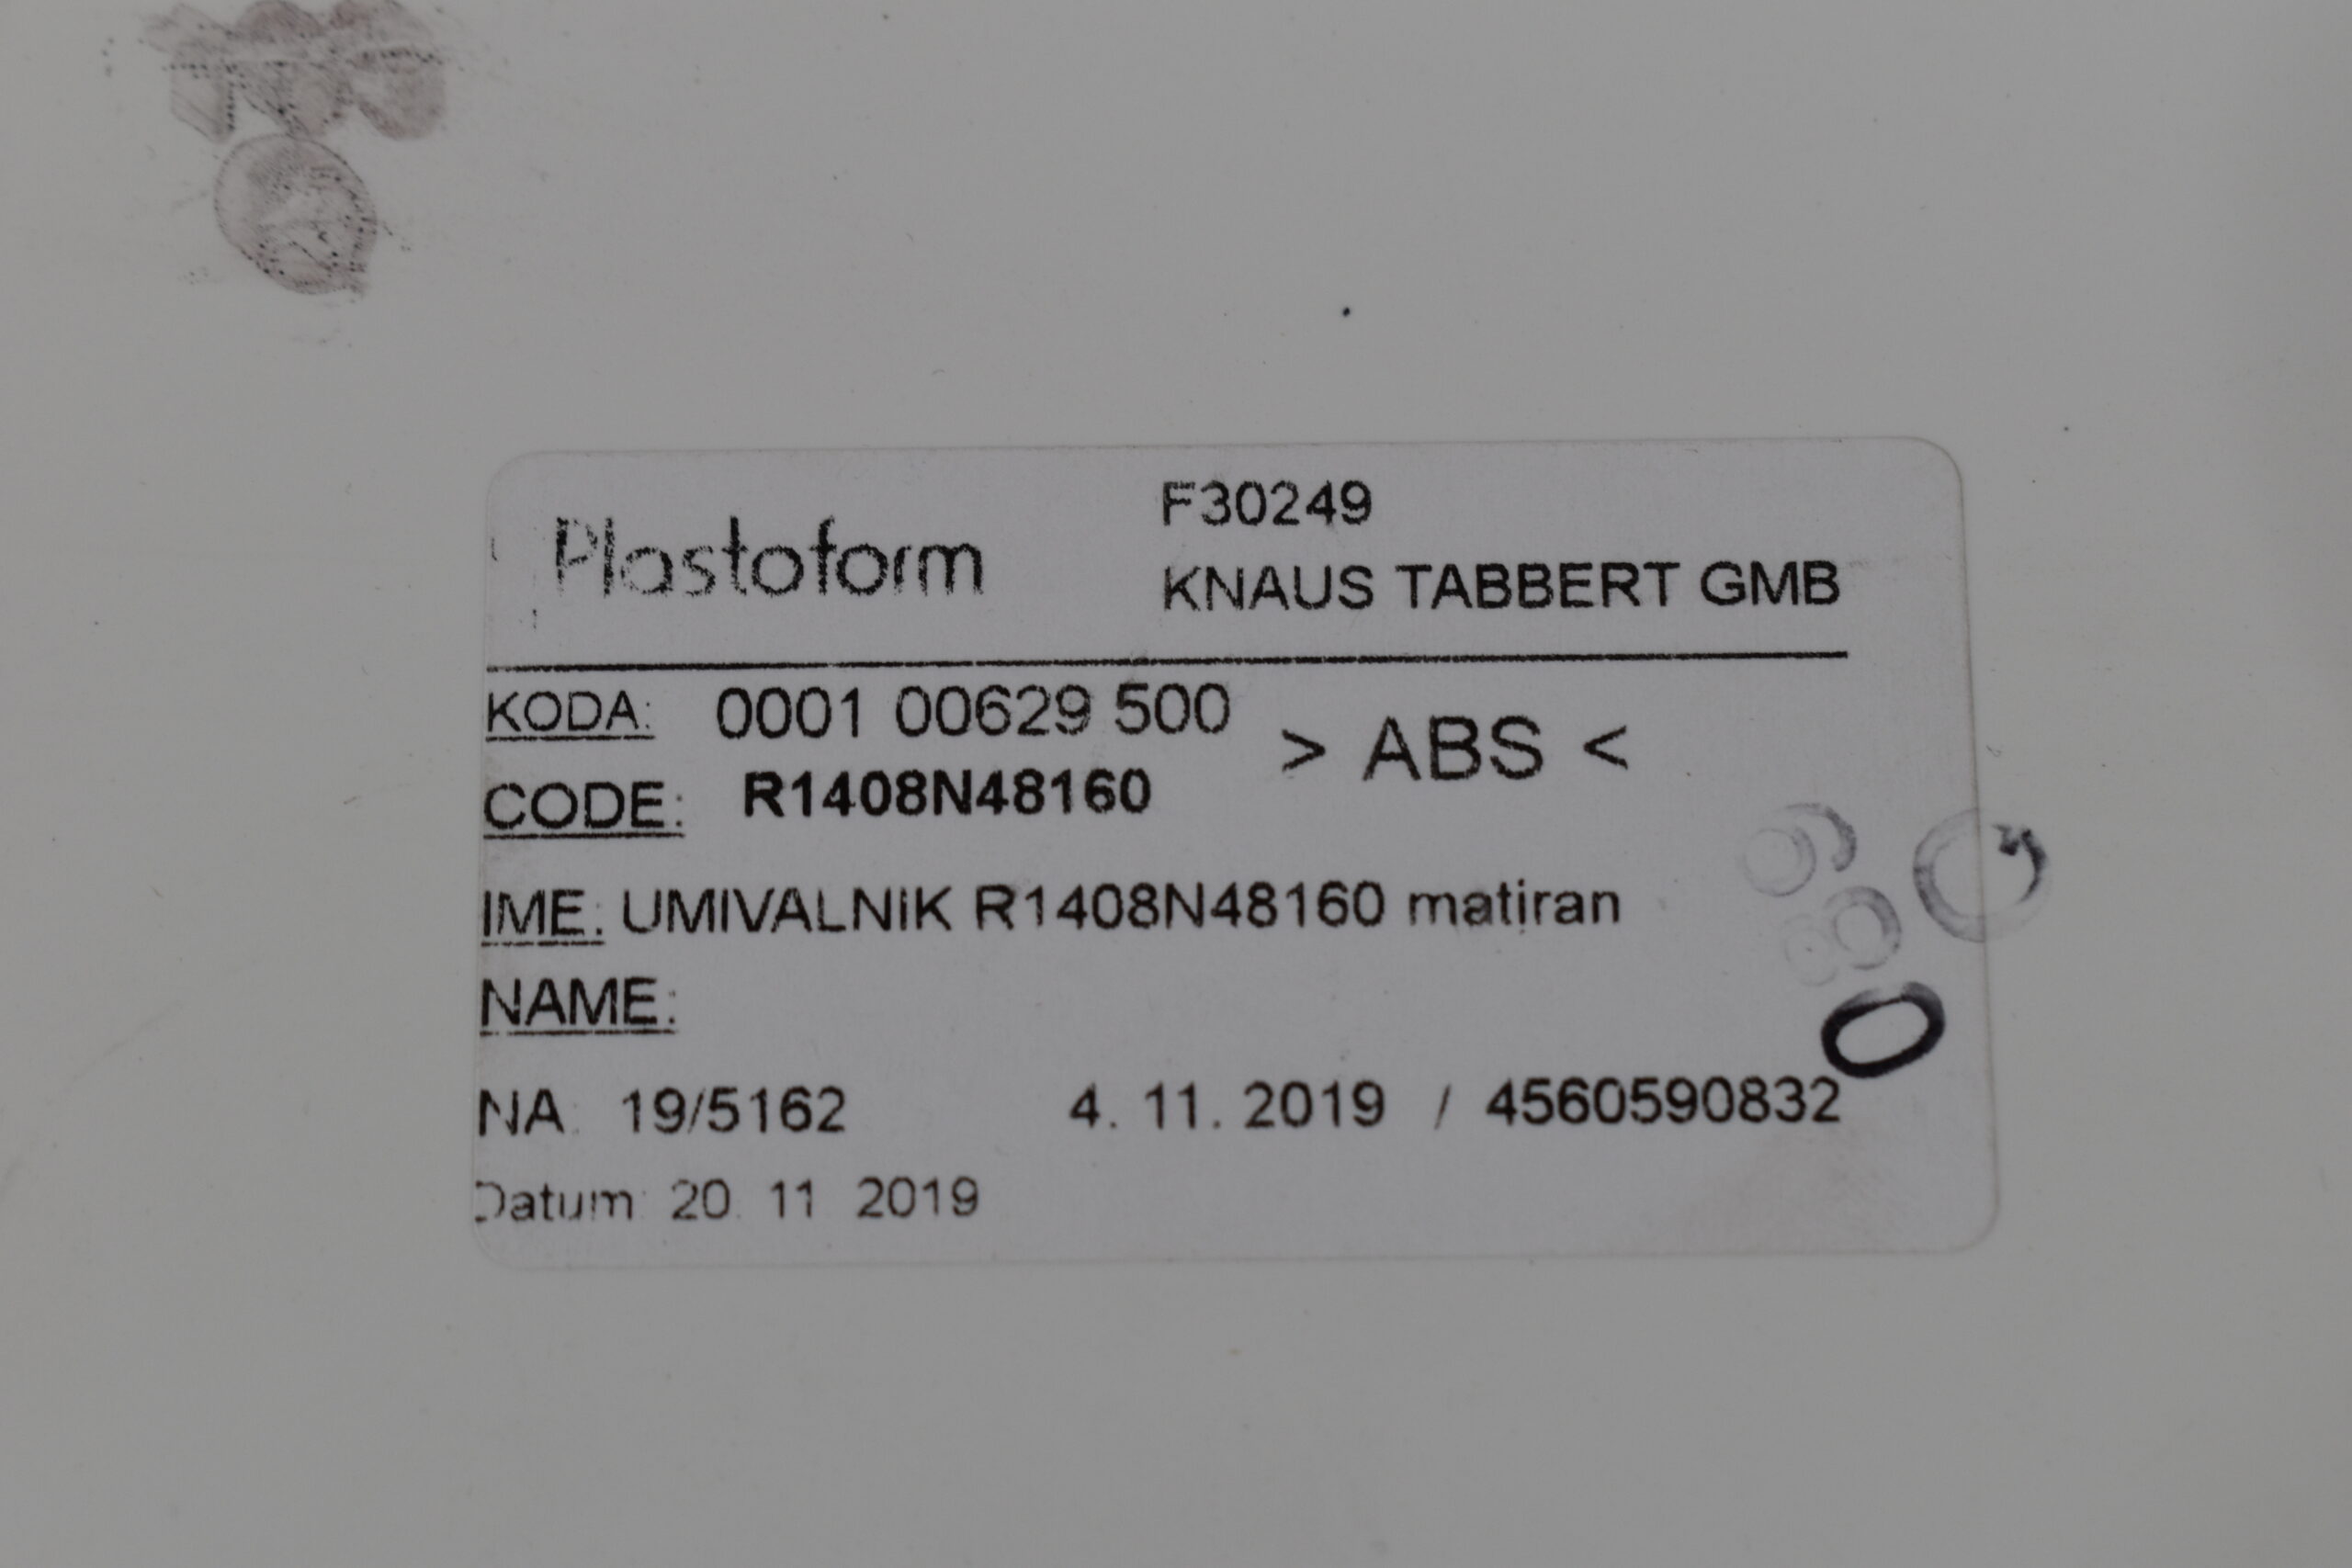 Plastoform
F30249
KNAUS TABBERT GMB
KODA: 0001 00629 500
> ABS <
CODE: R1408N48160
IME: UMIVALNIK R1408N48160 matiran
NAME:
NA: 19/5162 4. 11. 2019 / 4560590832
Datum: 20. 11 2019